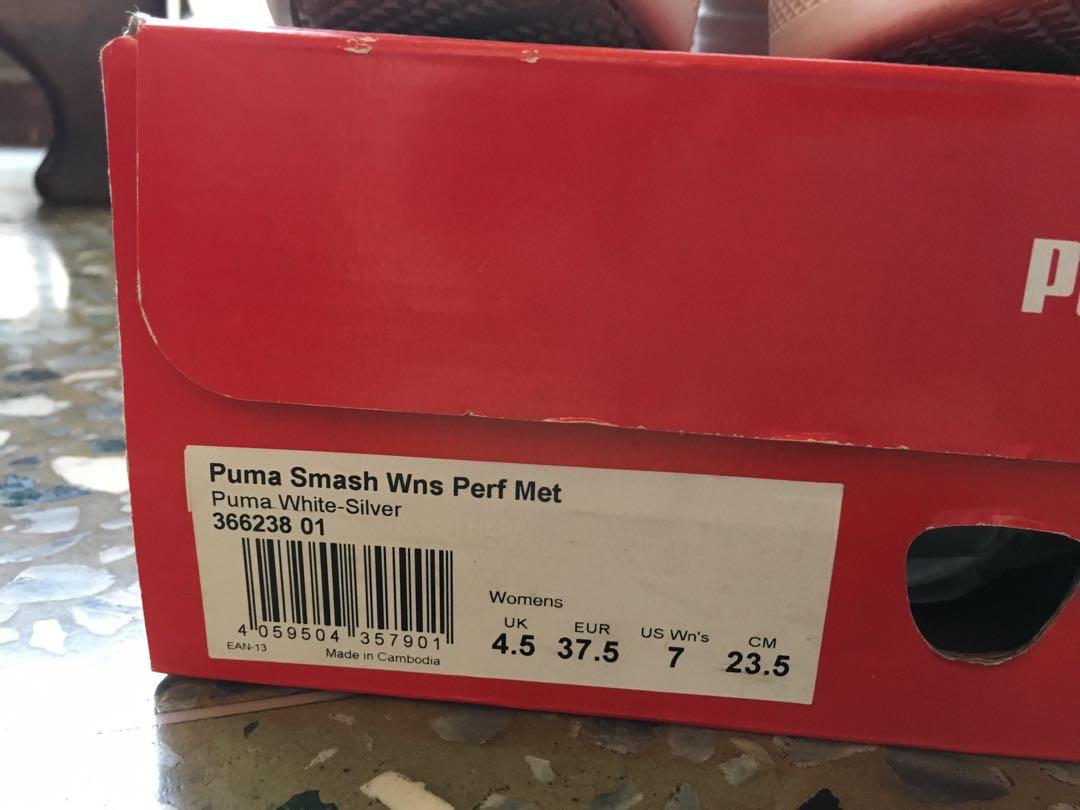 Puma Smash Wns Perf Met
Puma White-Silver
366238 01
4 059504 357901
EAN-13
Made in Cambodia
Womens
UK EUR US Wn's CM
4.5 37.5 7 23.5